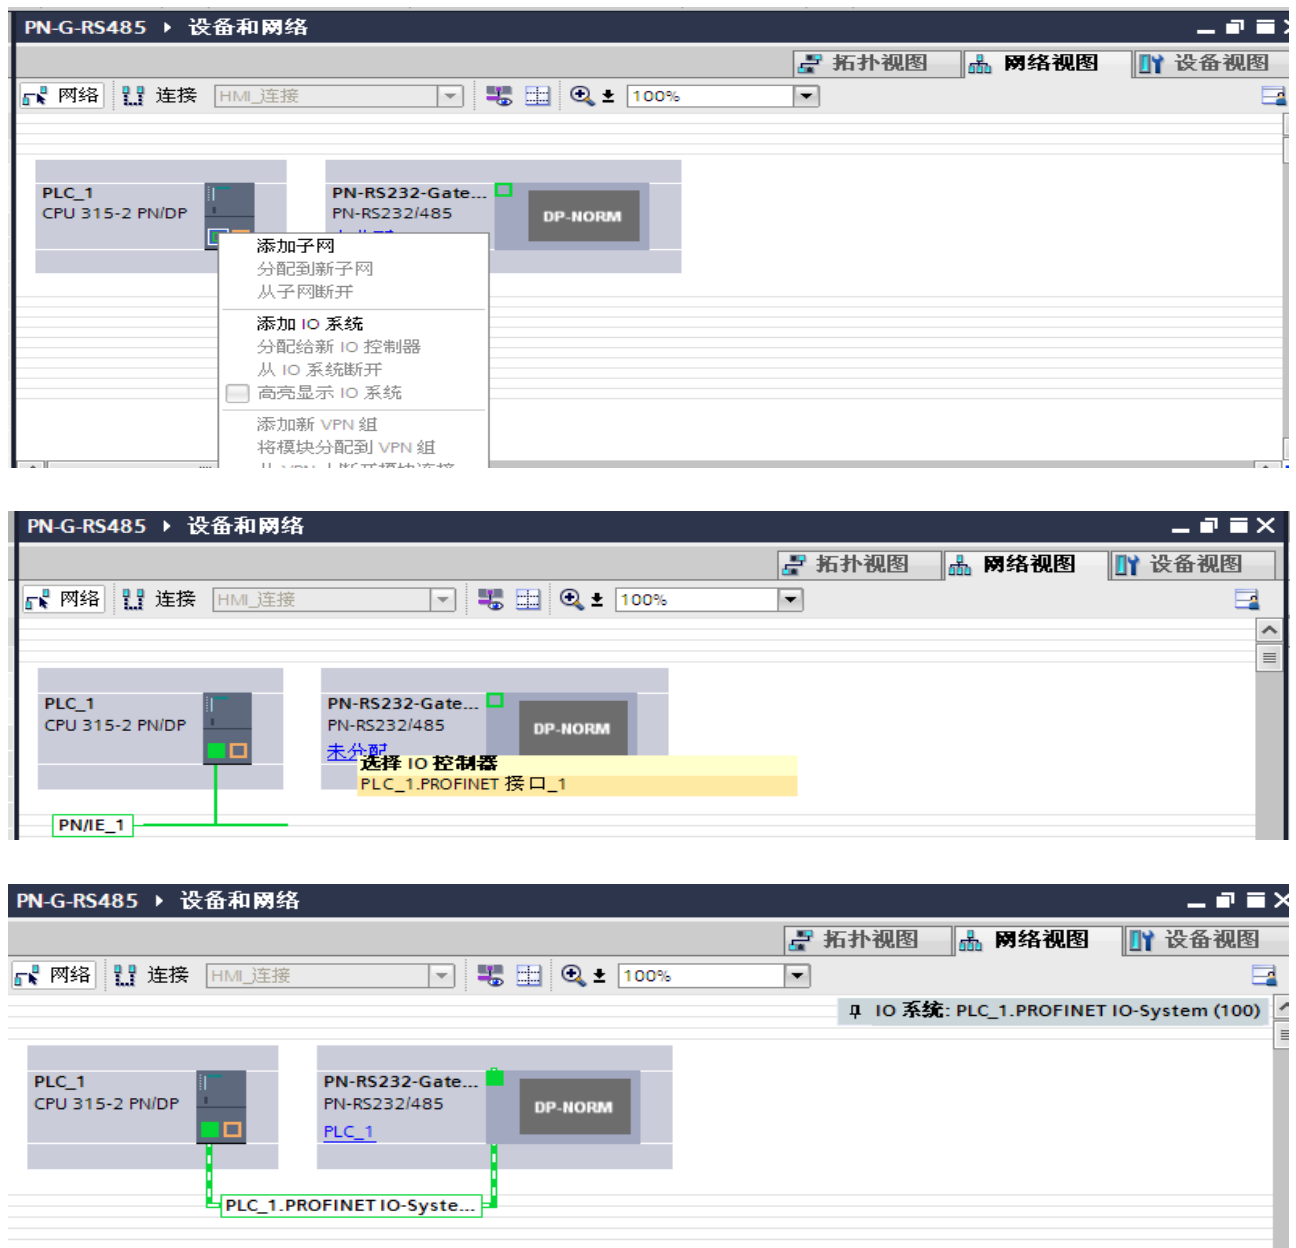 PN-G-RS485 ▸ 设备和网络
拓扑视图 网络视图 设备视图
网络 连接 HMI_连接 100%
PLC_1
CPU 315-2 PN/DP
PN-RS232-Gate...
PN-RS232/485
DP-NORM
添加子网
分配到新子网
从子网断开
添加 IO 系统
分配给新 IO 控制器
从 IO 系统断开
高亮显示 IO 系统
添加新 VPN 组
将模块分配到 VPN 组
PN-G-RS485 ▸ 设备和网络
拓扑视图 网络视图 设备视图
网络 连接 HMI_连接 100%
PLC_1
CPU 315-2 PN/DP
PN-RS232-Gate...
PN-RS232/485
未分配
DP-NORM
选择 IO 控制器
PLC_1.PROFINET 接口_1
PN/IE_1
PN-G-RS485 ▸ 设备和网络
拓扑视图 网络视图 设备视图
网络 连接 HMI_连接 100%
IO 系统: PLC_1.PROFINET IO-System (100)
PLC_1
CPU 315-2 PN/DP
PN-RS232-Gate...
PN-RS232/485
PLC_1
DP-NORM
PLC_1.PROFINET IO-Syste...